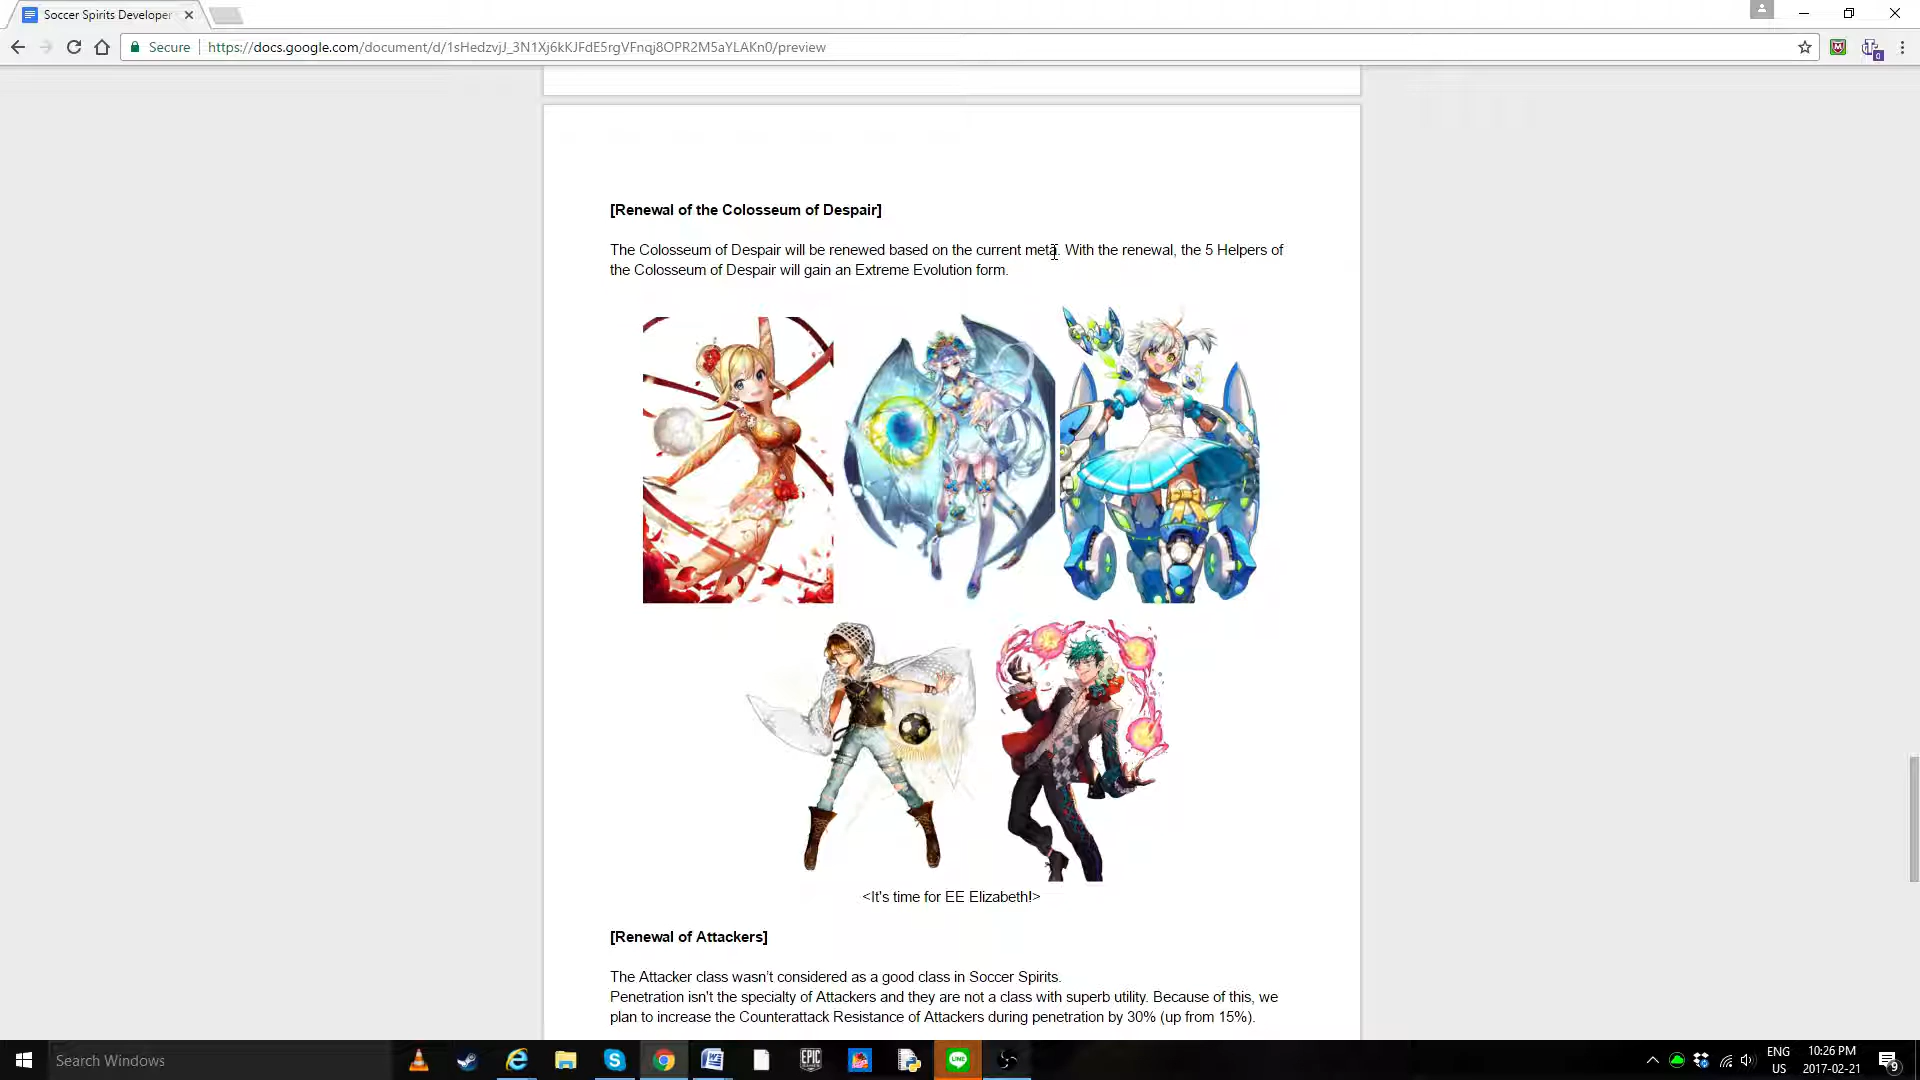 Soccer Spirits Developer
Secure
https://docs.google.com/document/d/1sHedzvjJ_3N1Xj6kKJFdE5rgVFnqj8OPR2M5aYLAKn0/preview
0
[Renewal of the Colosseum of Despair]
The Colosseum of Despair will be renewed based on the current meta. With the renewal, the 5 Helpers of
the Colosseum of Despair will gain an Extreme Evolution form.
<It's time for EE Elizabeth!>
[Renewal of Attackers]
The Attacker class wasn't considered as a good class in Soccer Spirits.
Penetration isn't the specialty of Attackers and they are not a class with superb utility. Because of this, we
plan to increase the Counterattack Resistance of Attackers during penetration by 30% (up from 15%).
Search Windows
EPIC
GAMES
LINE
ENG
US
10:26 PM
2017-02-21
9